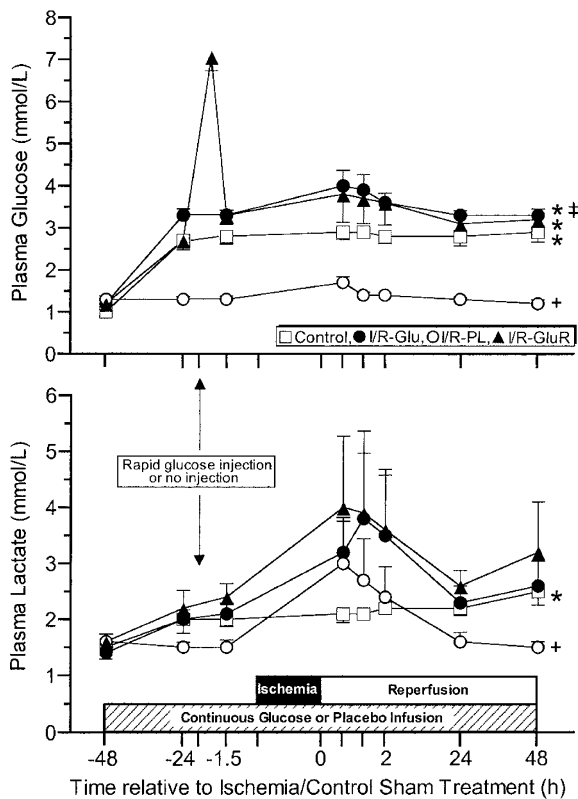 Plasma Glucose (mmol/L)
8
7
6
5
4
3
2
1
0
* ‡
*
*
+
Control, I/R-Glu, I/R-PL, I/R-GluR
Plasma Lactate (mmol/L)
6
5
4
3
2
1
0
Rapid glucose injection
or no injection
*
+
Ischemia
Reperfusion
Continuous Glucose or Placebo Infusion
-48 -24 -1.5 0 2 24 48
Time relative to Ischemia/Control Sham Treatment (h)